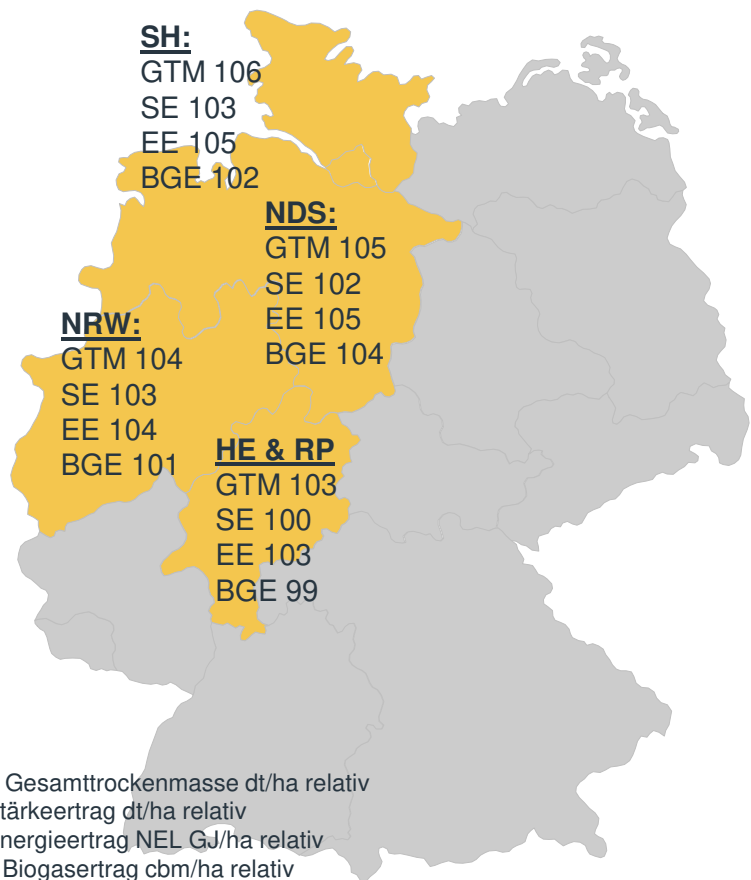 SH:
GTM 106
SE 103
EE 105
BGE 102
NDS:
GTM 105
SE 102
EE 105
BGE 104
NRW:
GTM 104
SE 103
EE 104
BGE 101
HE & RP
GTM 103
SE 100
EE 103
BGE 99
Gesamttrockenmasse dt/ha relativ
tärkeertrag dt/ha relativ
nergieertrag NEL GJ/ha relativ
Biogasertrag cbm/ha relativ